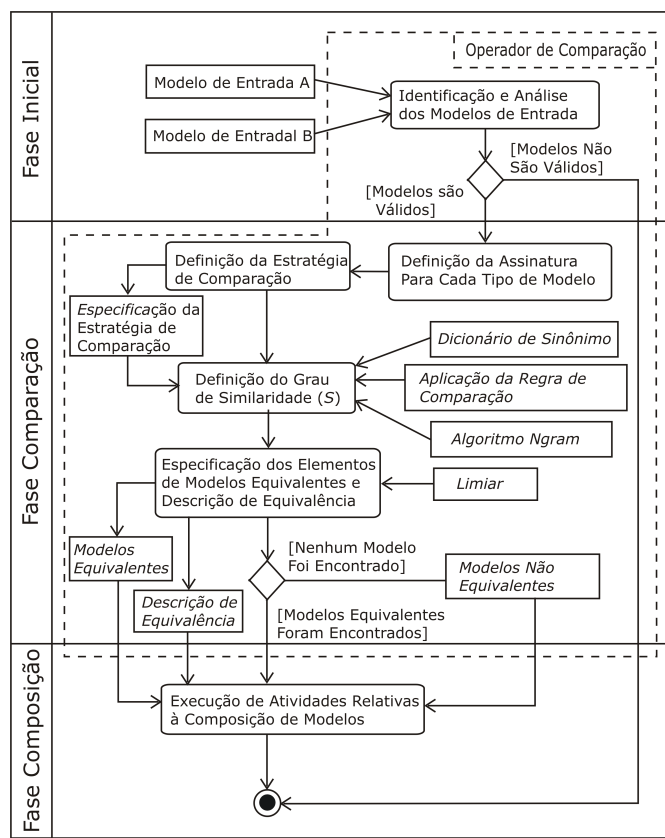 Fase Inicial
Operador de Comparação
Modelo de Entrada A
Modelo de Entradal B
Identificação e Análise
dos Modelos de Entrada
[Modelos Não
São Válidos]
[Modelos são
Válidos]
Fase Comparação
Definição da Estratégia
de Comparação
Definição da Assinatura
Para Cada Tipo de Modelo
Especificação da
Estratégia de
Comparação
Dicionário de Sinônimo
Definição do Grau
de Similaridade (S)
Aplicação da Regra de
Comparação
Algoritmo Ngram
Especificação dos Elementos
de Modelos Equivalentes e
Descrição de Equivalência
Limiar
Modelos
Equivalentes
[Nenhum Modelo
Foi Encontrado]
Modelos Não
Equivalentes
Descrição de
Equivalência
[Modelos Equivalentes
Foram Encontrados]
Fase Composição
Execução de Atividades Relativas
à Composição de Modelos